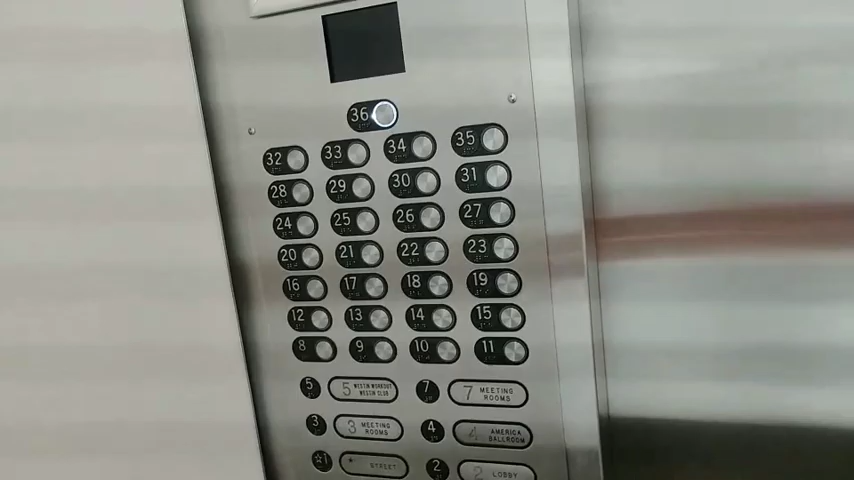 36
32 33 34 35
28 29 30 31
24 25 26 27
20 21 22 23
16 17 18 19
12 13 14 15
8 9 10 11
5 5 WESTIN WORKOUT
WESTIN CLUB
7 7 MEETING
ROOMS
3 3 MEETING
ROOMS
4 4 AMERICA
BALLROOM
☆1 * STREET
2 2 LOBBY